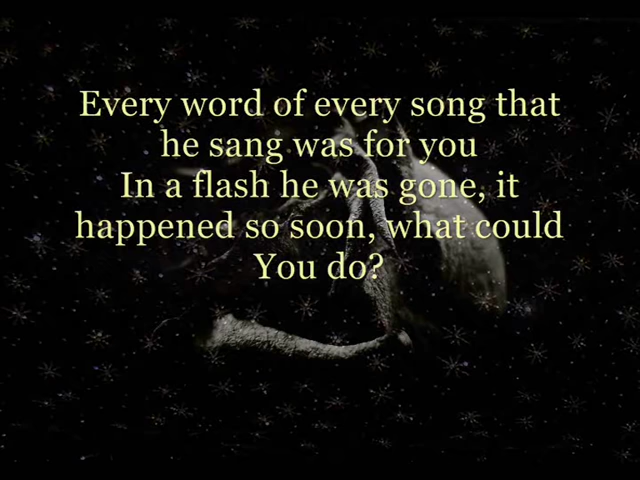 Every word of every song that
he sang was for you
In a flash he was gone, it
happened so soon, what could
You do?